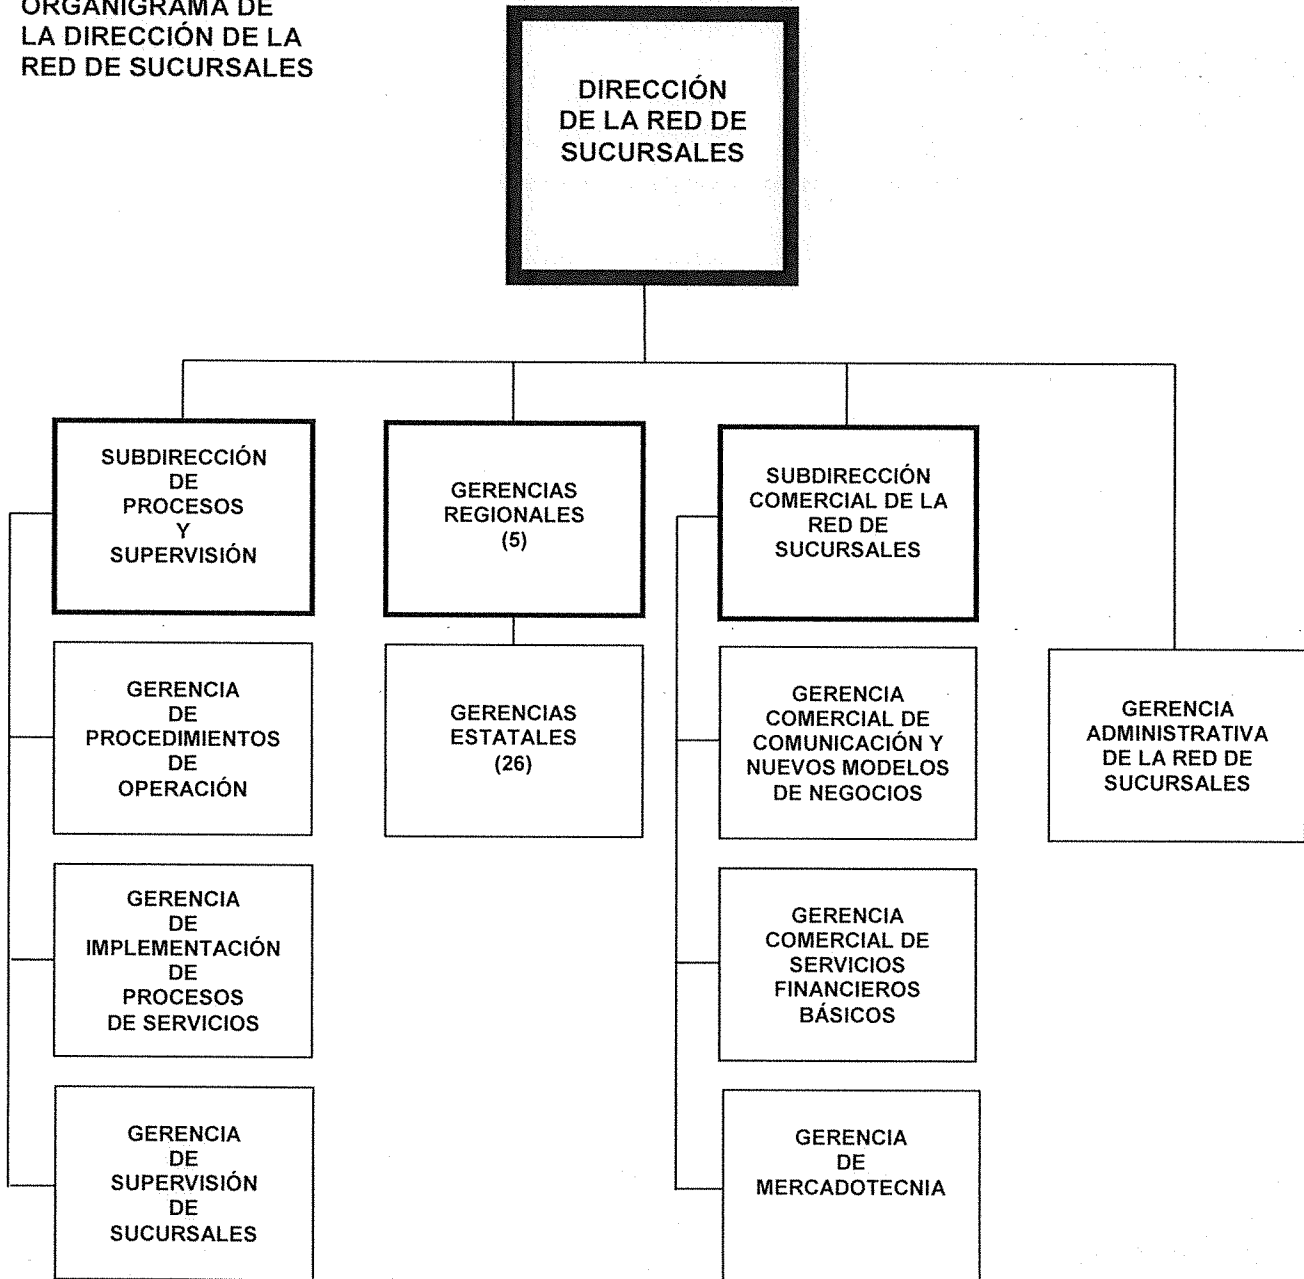 ORGANIGRAMA DE
LA DIRECCIÓN DE LA
RED DE SUCURSALES
DIRECCIÓN
DE LA RED DE
SUCURSALES
SUBDIRECCIÓN
DE
PROCESOS
Y
SUPERVISIÓN
GERENCIAS
REGIONALES
(5)
SUBDIRECCIÓN
COMERCIAL DE LA
RED DE
SUCURSALES
GERENCIA
DE
PROCEDIMIENTOS
DE
OPERACIÓN
GERENCIAS
ESTATALES
(26)
GERENCIA
COMERCIAL DE
COMUNICACIÓN Y
NUEVOS MODELOS
DE NEGOCIOS
GERENCIA
ADMINISTRATIVA
DE LA RED DE
SUCURSALES
GERENCIA
DE
IMPLEMENTACIÓN
DE
PROCESOS
DE SERVICIOS
GERENCIA
COMERCIAL DE
SERVICIOS
FINANCIEROS
BÁSICOS
GERENCIA
DE
SUPERVISIÓN
DE
SUCURSALES
GERENCIA
DE
MERCADOTECNIA